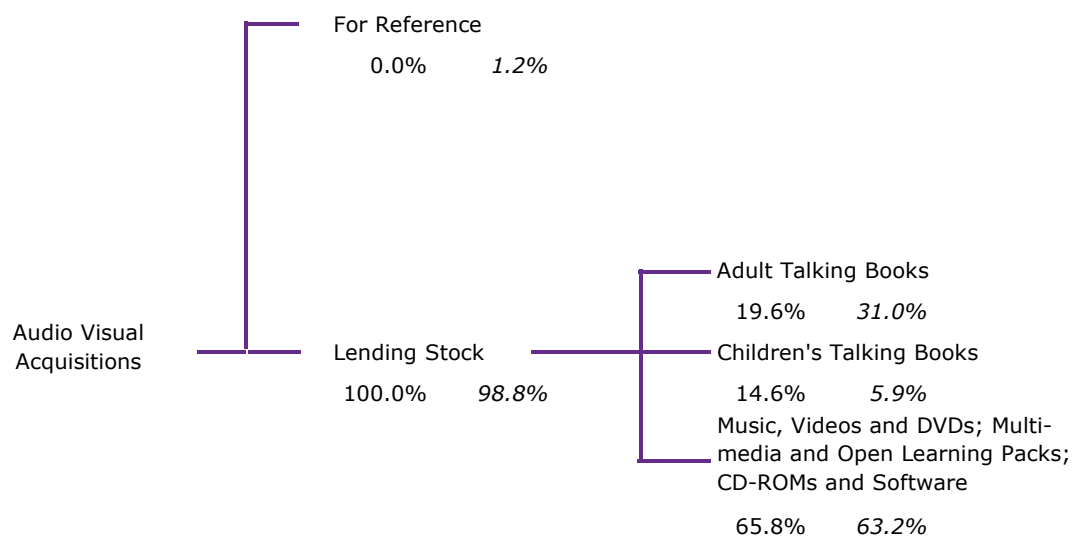 For Reference
0.0% 1.2%
Audio Visual
Acquisitions
Lending Stock
100.0% 98.8%
Adult Talking Books
19.6% 31.0%
Children's Talking Books
14.6% 5.9%
Music, Videos and DVDs; Multi-
media and Open Learning Packs;
CD-ROMs and Software
65.8% 63.2%